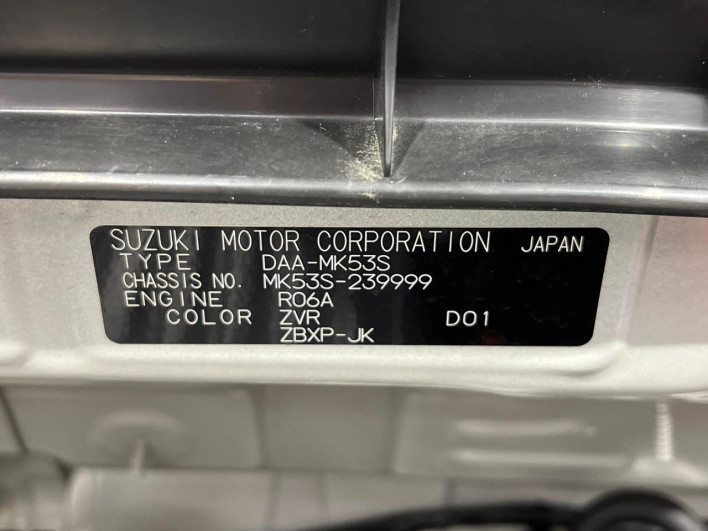 SUZUKI MOTOR CORPORATION JAPAN
TYPE DAA-MK53S
CHASSIS NO. MK53S-239999
ENGINE R06A
COLOR ZVR D01
ZBXP-JK